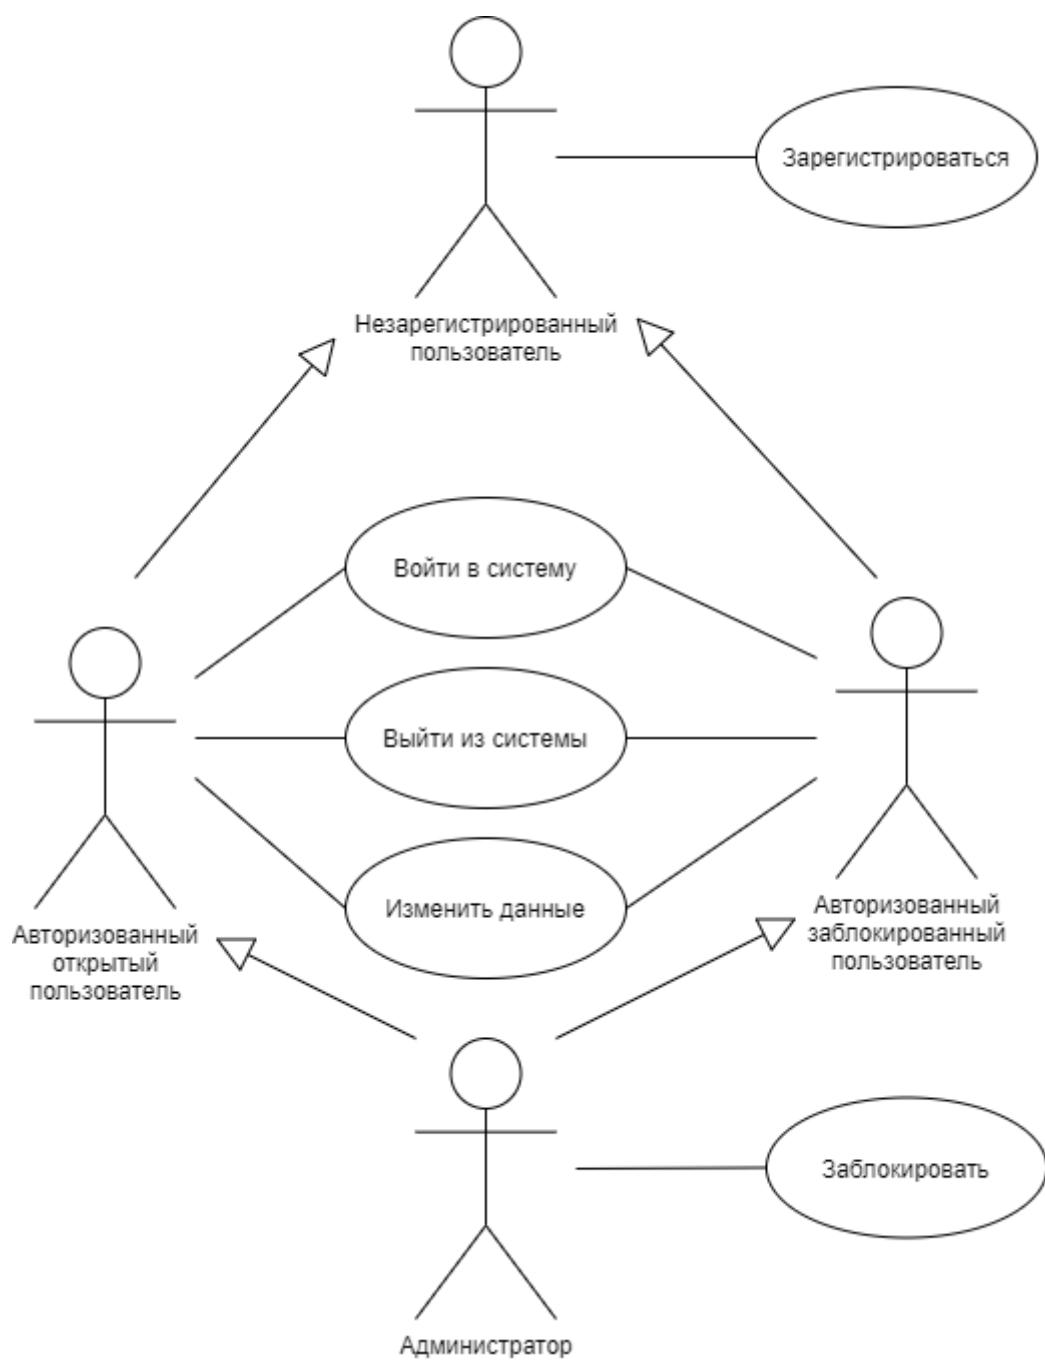 Зарегистрироваться
Незарегистрированный
пользователь
Войти в систему
Выйти из системы
Изменить данные
Авторизованный
открытый
пользователь
Авторизованный
заблокированный
пользователь
Заблокировать
Администратор